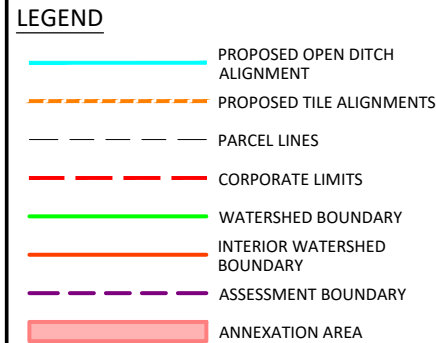 LEGEND
PROPOSED OPEN DITCH
ALIGNMENT
PROPOSED TILE ALIGNMENTS
PARCEL LINES
CORPORATE LIMITS
WATERSHED BOUNDARY
INTERIOR WATERSHED
BOUNDARY
ASSESSMENT BOUNDARY
ANNEXATION AREA